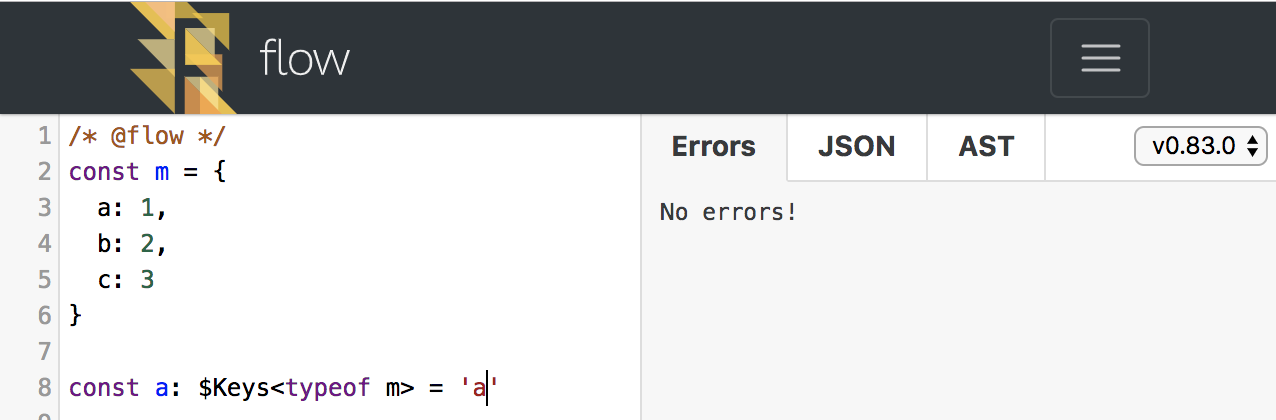 flow
1 /* @flow */
2 const m = {
3   a: 1,
4   b: 2,
5   c: 3
6 }
7
8 const a: $Keys<typeof m> = 'a'
Errors JSON AST v0.83.0
No errors!